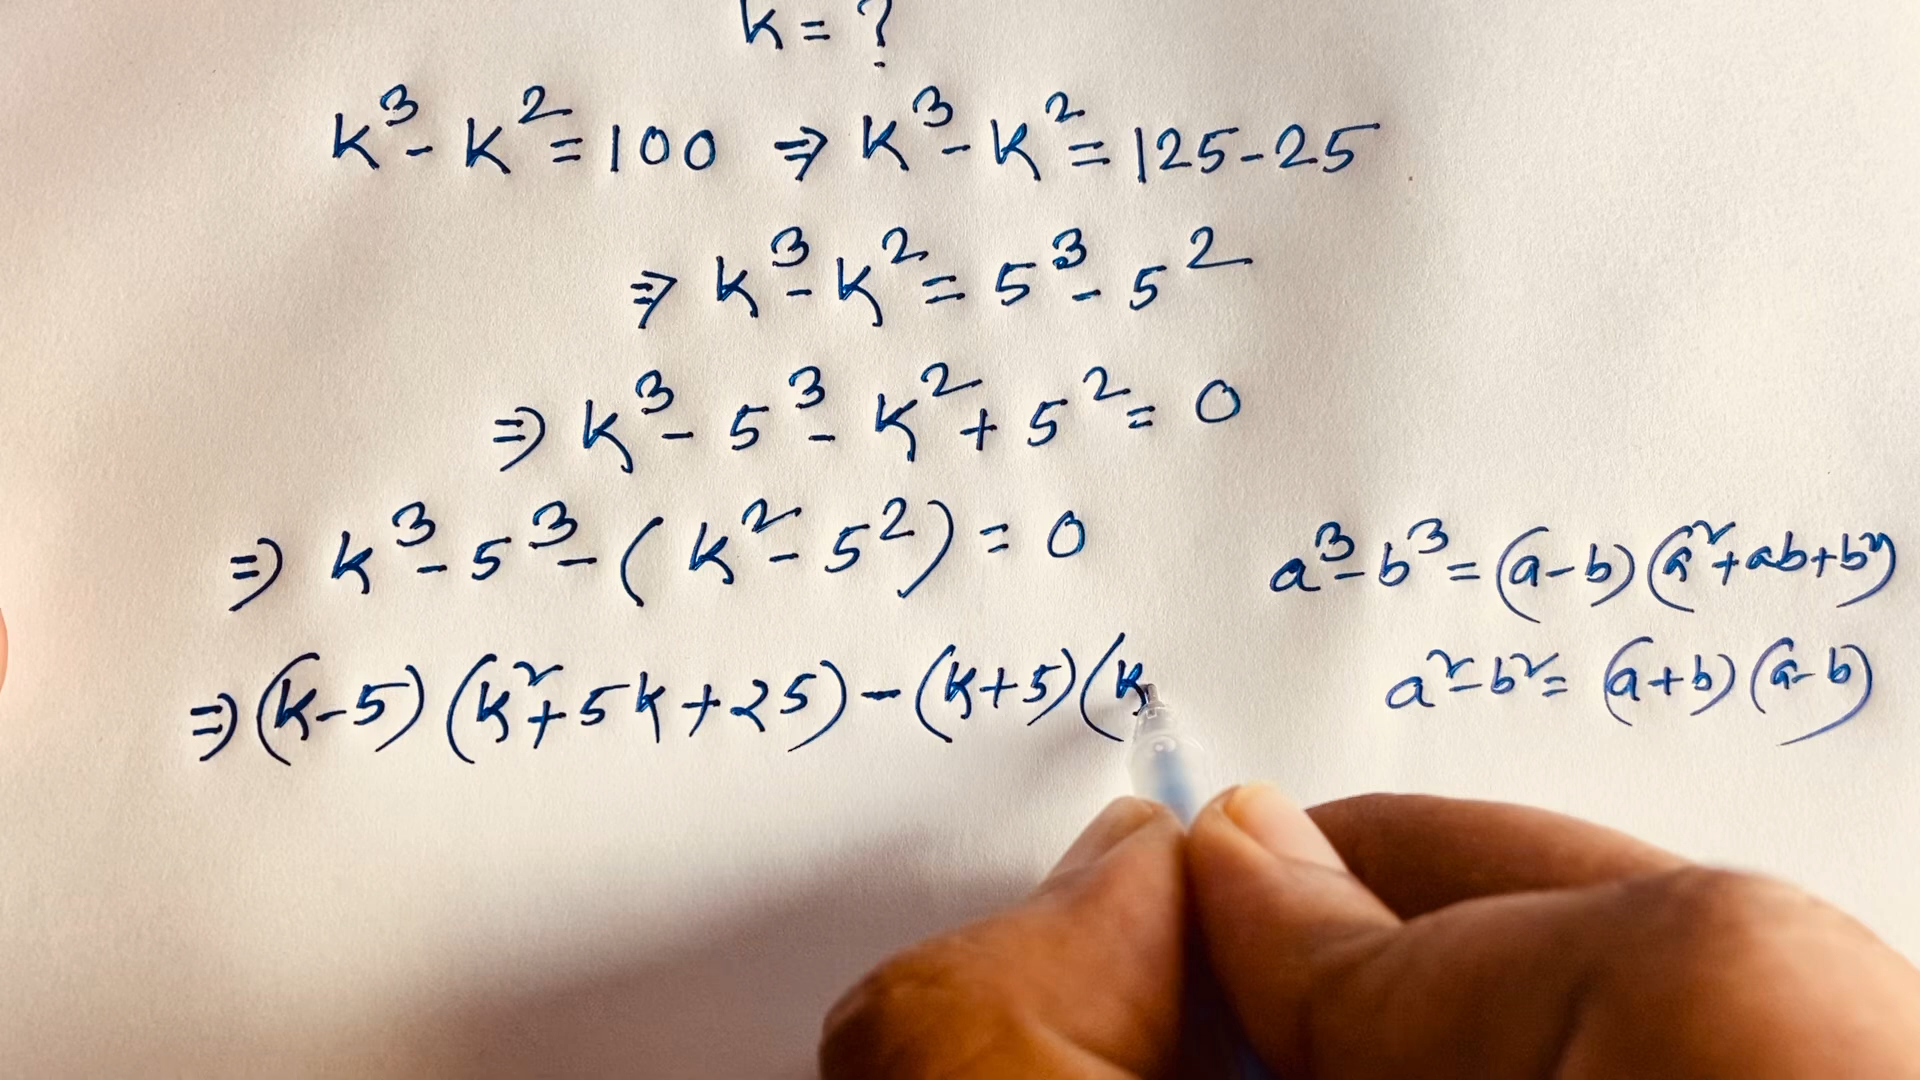 k = ?
k³ - k² = 100 ⇒ k³ - k² = 125 - 25
⇒ k³ - k² = 5³ - 5²
⇒ k³ - 5³ - k² + 5² = 0
⇒ k³ - 5³ - (k² - 5²) = 0
a³ - b³ = (a - b)(a² + ab + b²)
⇒ (k - 5)(k² + 5k + 25) - (k + 5)(k
a² - b² = (a + b)(a - b)